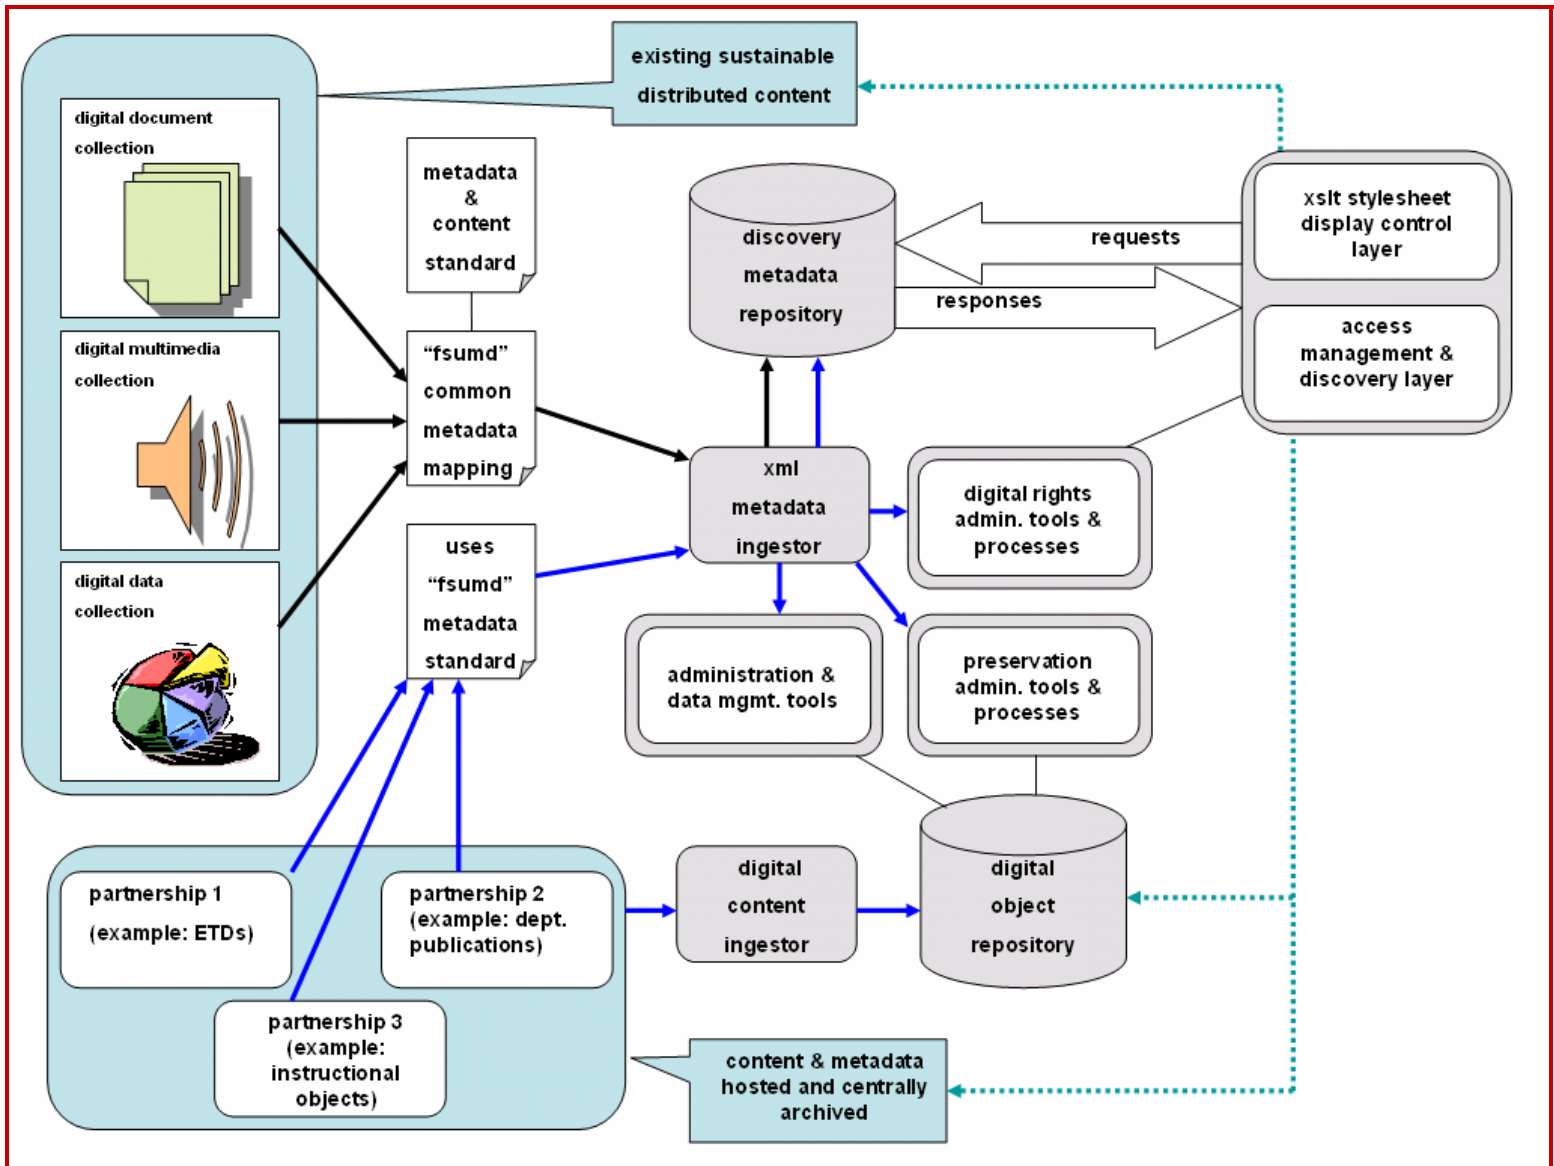 existing sustainable
distributed content
digital document
collection
metadata
&
content
standard
xslt stylesheet
display control
layer
discovery
metadata
repository
requests
responses
access
management &
discovery layer
digital multimedia
collection
“fsumd”
common
metadata
mapping
xml
metadata
ingestor
digital rights
admin. tools &
processes
digital data
collection
uses
“fsumd”
metadata
standard
administration &
data mgmt. tools
preservation
admin. tools &
processes
partnership 1
(example: ETDs)
partnership 2
(example: dept.
publications)
digital
content
ingestor
digital
object
repository
partnership 3
(example:
instructional
objects)
content & metadata
hosted and centrally
archived